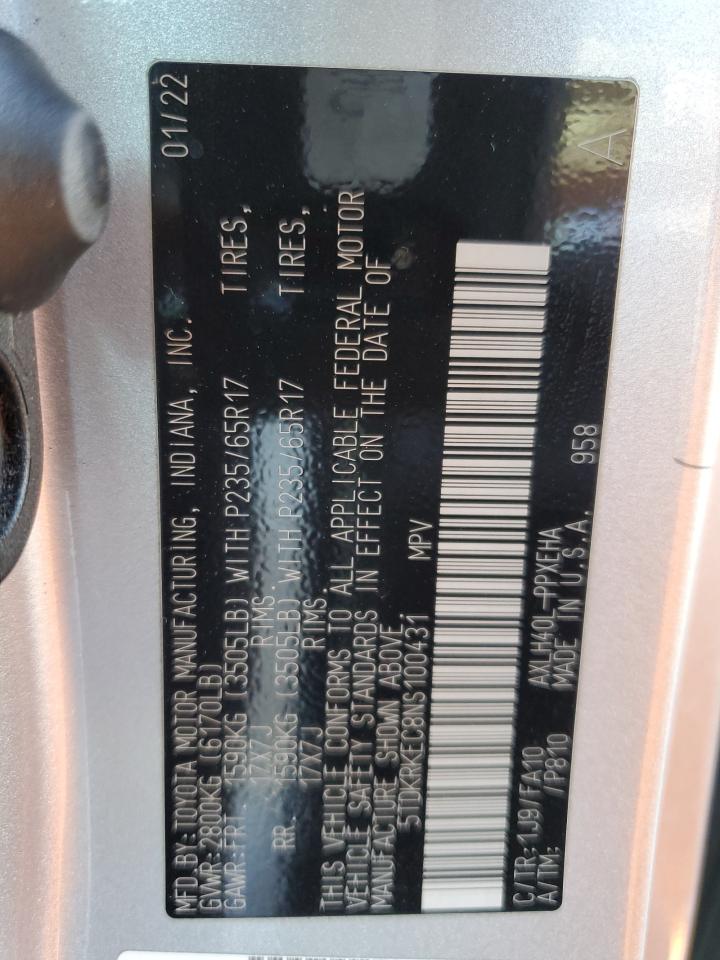 MFD.BY:TOYOTA MOTOR MANUFACTURING, INDIANA, INC. 01/22
GVWR:2800KG (6170LB)
GAWR:FRT. 1590KG (3505LB) WITH P235/65R17 TIRES,
17X7J RIMS.
RR. 1590KG (3505LB) WITH P235/65R17 TIRES,
17X7J RIMS
THIS VEHICLE CONFORMS TO ALL APPLICABLE FEDERAL MOTOR
VEHICLE SAFETY STANDARDS IN EFFECT ON THE DATE OF
MANUFACTURE SHOWN ABOVE.
5TDKRKEC8NS100431 MPV
C/TR:1J9/FA10 AXLH40L-PPXEHA
A/TM: /P810 MADE IN U.S.A. 958
A